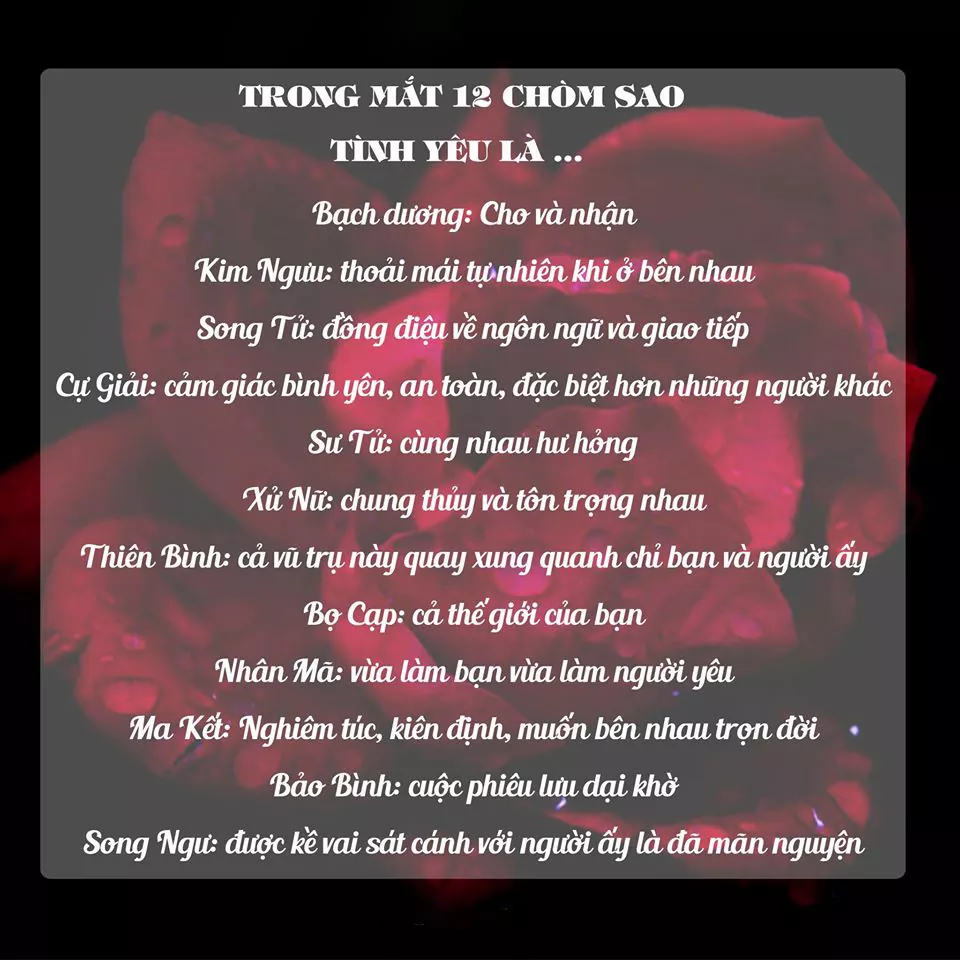 TRONG MẮT 12 CHÒM SAO
TÌNH YÊU LÀ ...
Bạch dương: Cho và nhận
Kim Ngưu: thoải mái tự nhiên khi ở bên nhau
Song Tử: đồng điệu về ngôn ngữ và giao tiếp
Cự Giải: cảm giác bình yên, an toàn, đặc biệt hơn những người khác
Sư Tử: cùng nhau hư hỏng
Xử Nữ: chung thủy và tôn trọng nhau
Thiên Bình: cả vũ trụ này quay xung quanh chỉ bạn và người ấy
Bọ Cạp: cả thế giới của bạn
Nhân Mã: vừa làm bạn vừa làm người yêu
Ma Kết: Nghiêm túc, kiên định, muốn bên nhau trọn đời
Bảo Bình: cuộc phiêu lưu dại khờ
Song Ngư: được kề vai sát cánh với người ấy là đã mãn nguyện